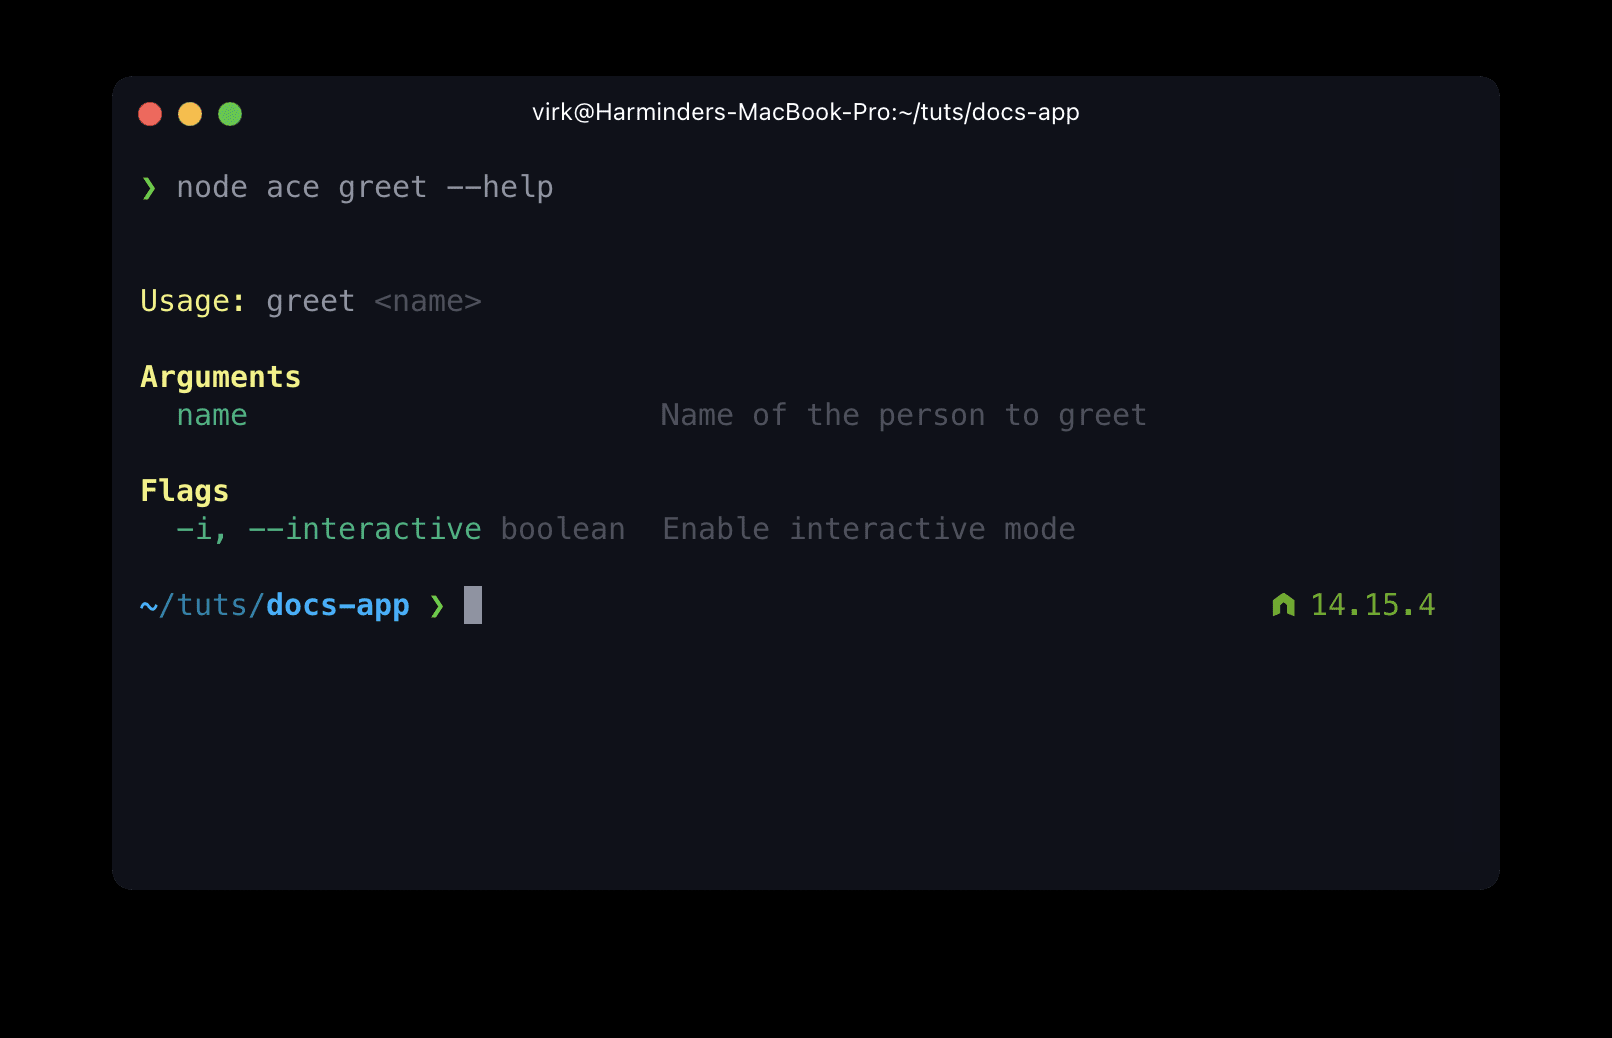 virk@Harminders-MacBook-Pro:~/tuts/docs-app
❯ node ace greet --help
Usage: greet <name>
Arguments
name Name of the person to greet
Flags
-i, --interactive boolean Enable interactive mode
~/tuts/docs-app ❯ 14.15.4